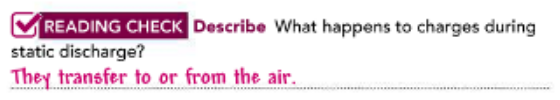 READING CHECK Describe What happens to charges during
static discharge?
They transfer to or from the air.